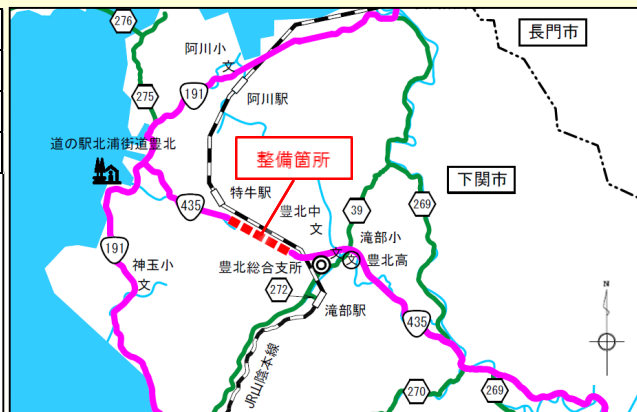 276
長門市
阿川小
文
275
191
阿川駅
道の駅北浦街道豊北
整備箇所
下関市
特牛駅
435
39
269
豊北中
文
滝部小
191
神玉小
文
豊北総合支所
文
文
豊北高
272
滝部駅
435
N
JR山陰本線
270
269